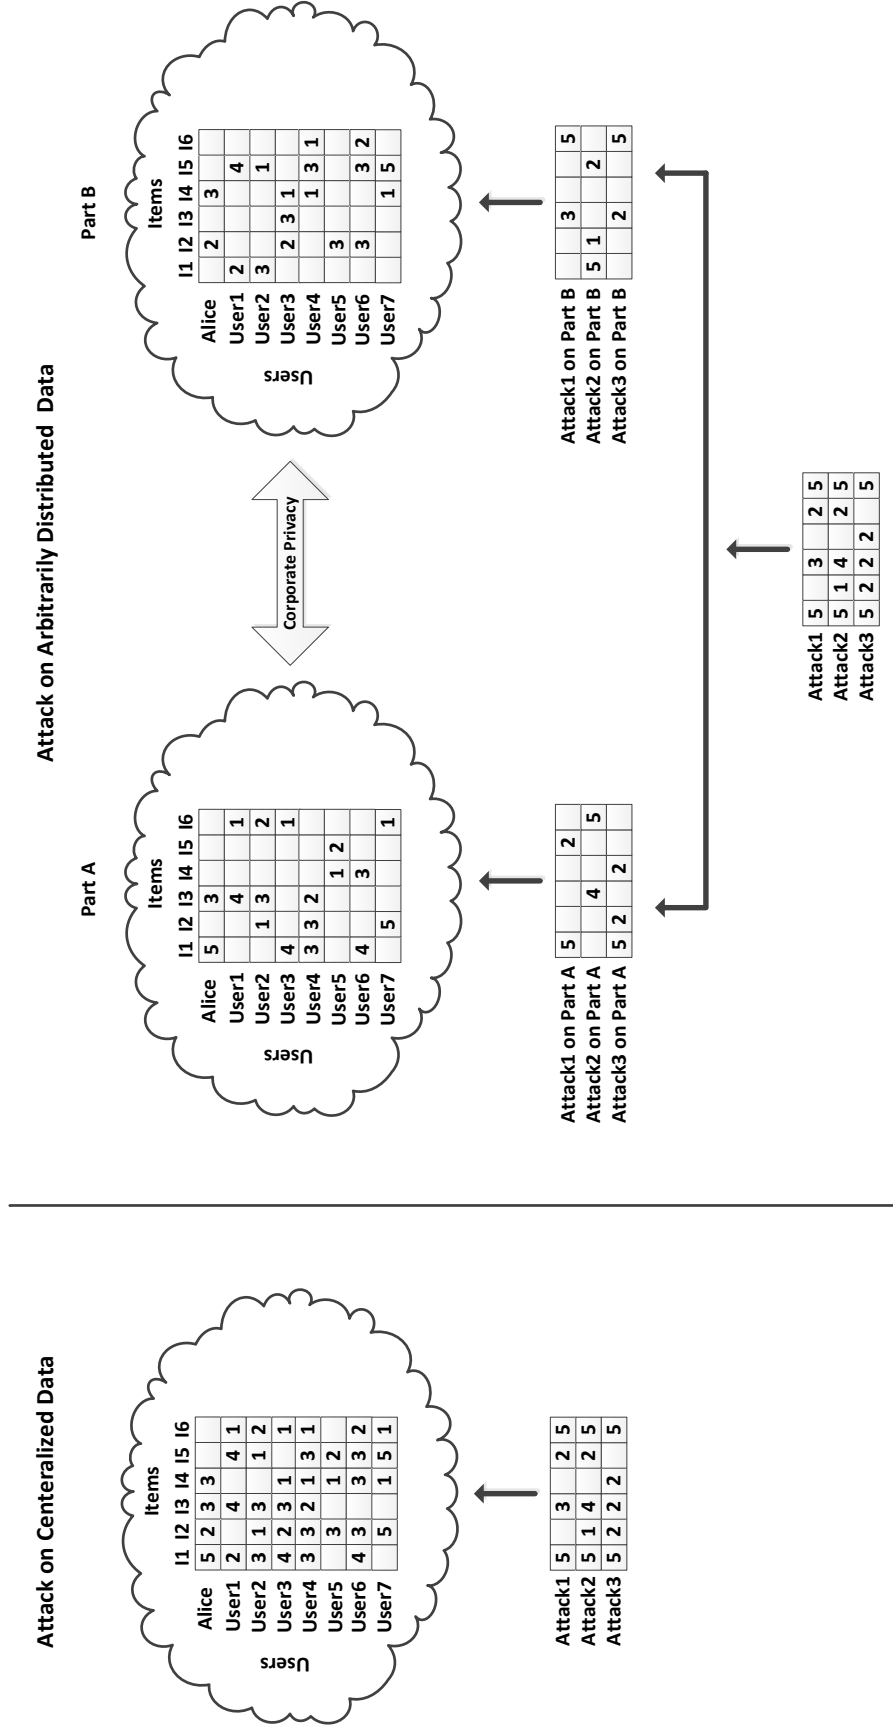 Attack on Centeralized Data
Items
I1 I2 I3 I4 I5 I6
Users
Alice 5 2 3 3
User1 2 4 4 1
User2 3 1 3 1 2
User3 4 2 3 1 1
User4 3 3 2 1 3 1
User5 3 1 2
User6 4 3 3 3 2
User7 5 1 5 1
Attack1 5 3 2 5
Attack2 5 1 4 2 5
Attack3 5 2 2 2 5
Attack on Arbitrarily Distributed Data
Part A
Items
I1 I2 I3 I4 I5 I6
Users
Alice 5 3
User1 4 1
User2 1 3 2
User3 4 1
User4 3 3 2
User5 1 2
User6 4 3
User7 5 1
Corporate Privacy
Part B
Items
I1 I2 I3 I4 I5 I6
Users
Alice 2 3
User1 2 4
User2 3 1
User3 2 3 1
User4 1 3 1
User5 3
User6 3 3 2
User7 1 5
Attack1 on Part A 5 2
Attack2 on Part A 4 5
Attack3 on Part A 5 2 2
Attack1 on Part B 3 5
Attack2 on Part B 5 1 2
Attack3 on Part B 2 5
Attack1 5 3 2 5
Attack2 5 1 4 2 5
Attack3 5 2 2 2 5